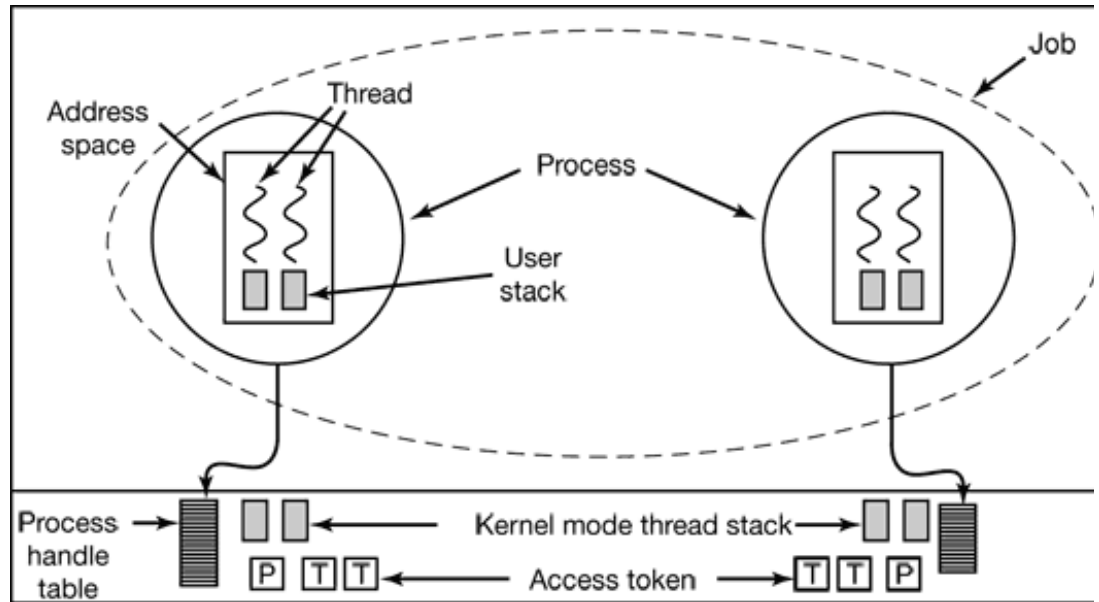 Job
Thread
Address
space
Process
User
stack
Process
handle
table
Kernel mode thread stack
P T T
Access token
T T P